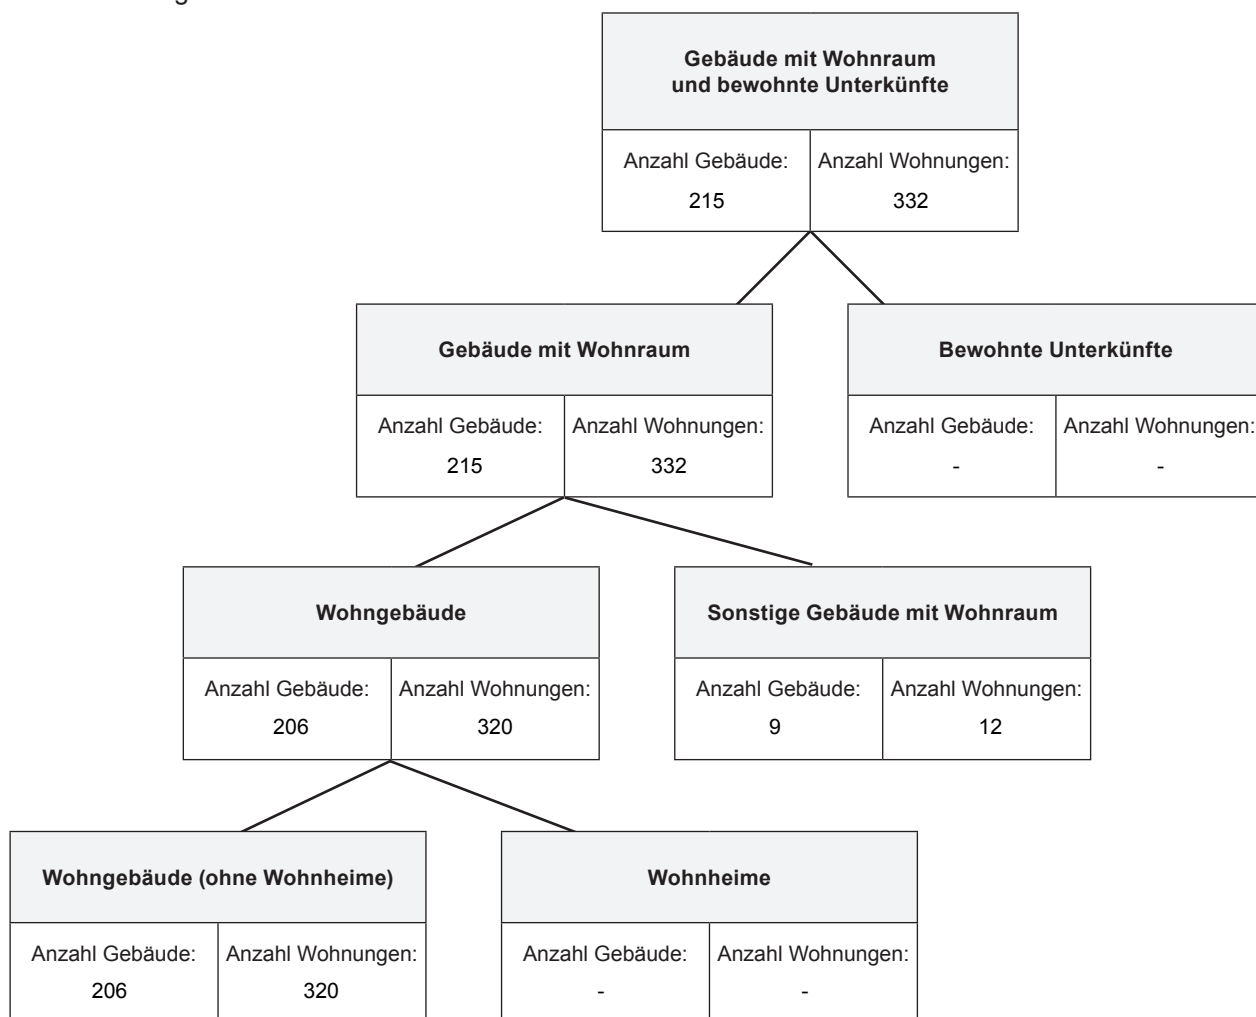 Gebäude mit Wohnraum
und bewohnte Unterkünfte
Anzahl Gebäude: Anzahl Wohnungen:
215 332
Gebäude mit Wohnraum
Anzahl Gebäude: Anzahl Wohnungen:
215 332
Bewohnte Unterkünfte
Anzahl Gebäude: Anzahl Wohnungen:
- -
Wohngebäude
Anzahl Gebäude: Anzahl Wohnungen:
206 320
Sonstige Gebäude mit Wohnraum
Anzahl Gebäude: Anzahl Wohnungen:
9 12
Wohngebäude (ohne Wohnheime)
Anzahl Gebäude: Anzahl Wohnungen:
206 320
Wohnheime
Anzahl Gebäude: Anzahl Wohnungen:
- -